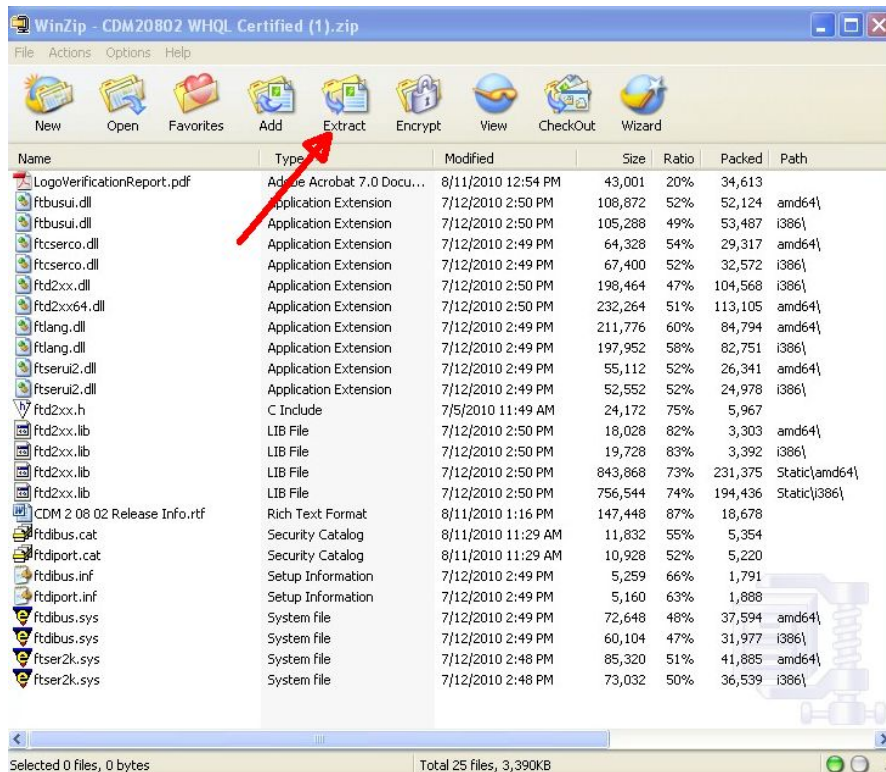 WinZip - CDM20802 WHQL Certified (1).zip
File Actions Options Help
New Open Favorites Add Extract Encrypt View CheckOut Wizard
Name Type Modified Size Ratio Packed Path
LogoVerificationReport.pdf Adobe Acrobat 7.0 Docu... 8/11/2010 12:54 PM 43,001 20% 34,613
ftbusui.dll Application Extension 7/12/2010 2:50 PM 108,872 52% 52,124 amd64\
ftbusui.dll Application Extension 7/12/2010 2:50 PM 105,288 49% 53,487 i386\
ftcserco.dll Application Extension 7/12/2010 2:49 PM 64,328 54% 29,317 amd64\
ftcserco.dll Application Extension 7/12/2010 2:49 PM 67,400 52% 32,572 i386\
ftd2xx.dll Application Extension 7/12/2010 2:50 PM 198,464 47% 104,568 i386\
ftd2xx64.dll Application Extension 7/12/2010 2:50 PM 232,264 51% 113,105 amd64\
ftlang.dll Application Extension 7/12/2010 2:49 PM 211,776 60% 84,794 amd64\
ftlang.dll Application Extension 7/12/2010 2:49 PM 197,952 58% 82,751 i386\
ftserui2.dll Application Extension 7/12/2010 2:49 PM 55,112 52% 26,341 amd64\
ftserui2.dll Application Extension 7/12/2010 2:49 PM 52,552 52% 24,978 i386\
ftd2xx.h C Include 7/5/2010 11:49 AM 24,172 75% 5,967
ftd2xx.lib LIB File 7/12/2010 2:50 PM 18,028 82% 3,303 amd64\
ftd2xx.lib LIB File 7/12/2010 2:50 PM 19,728 83% 3,392 i386\
ftd2xx.lib LIB File 7/12/2010 2:50 PM 843,868 73% 231,375 Static\amd64\
ftd2xx.lib LIB File 7/12/2010 2:50 PM 756,544 74% 194,436 Static\i386\
CDM 2 08 02 Release Info.rtf Rich Text Format 8/11/2010 1:16 PM 147,448 87% 18,678
ftdibus.cat Security Catalog 8/11/2010 11:29 AM 11,832 55% 5,354
ftdiport.cat Security Catalog 8/11/2010 11:29 AM 10,928 52% 5,220
ftdibus.inf Setup Information 7/12/2010 2:49 PM 5,259 66% 1,791
ftdiport.inf Setup Information 7/12/2010 2:49 PM 5,160 63% 1,888
ftdibus.sys System file 7/12/2010 2:49 PM 72,648 48% 37,594 amd64\
ftdibus.sys System file 7/12/2010 2:49 PM 60,104 47% 31,977 i386\
ftser2k.sys System file 7/12/2010 2:48 PM 85,320 51% 41,885 amd64\
ftser2k.sys System file 7/12/2010 2:48 PM 73,032 50% 36,539 i386\
Selected 0 files, 0 bytes Total 25 files, 3,390KB